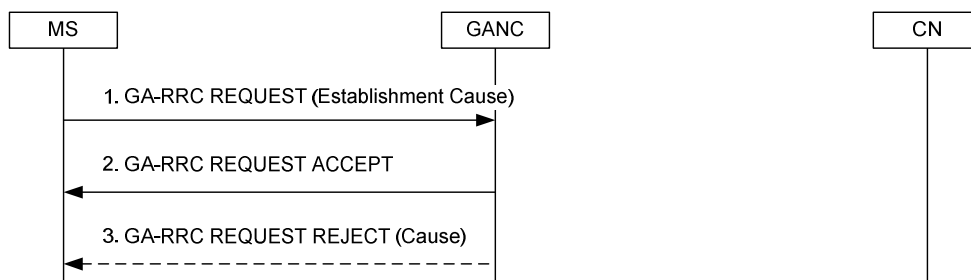 MS
GANC
CN
1. GA-RRC REQUEST (Establishment Cause)
2. GA-RRC REQUEST ACCEPT
3. GA-RRC REQUEST REJECT (Cause)